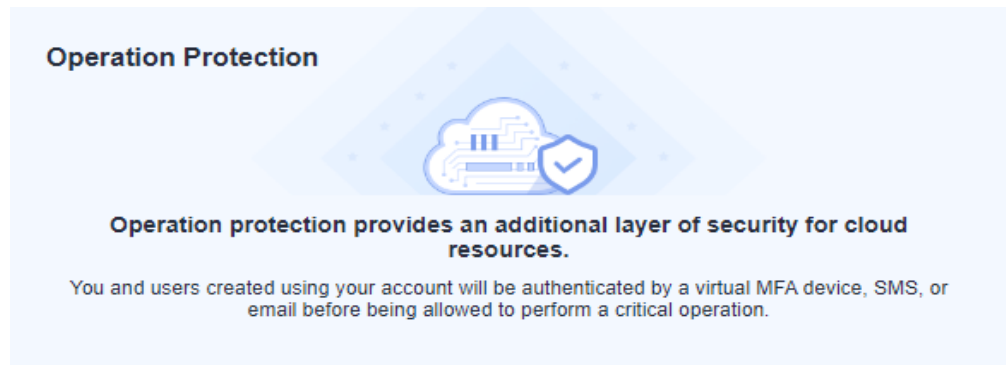 Operation Protection
Operation protection provides an additional layer of security for cloud
resources.
You and users created using your account will be authenticated by a virtual MFA device, SMS, or
email before being allowed to perform a critical operation.